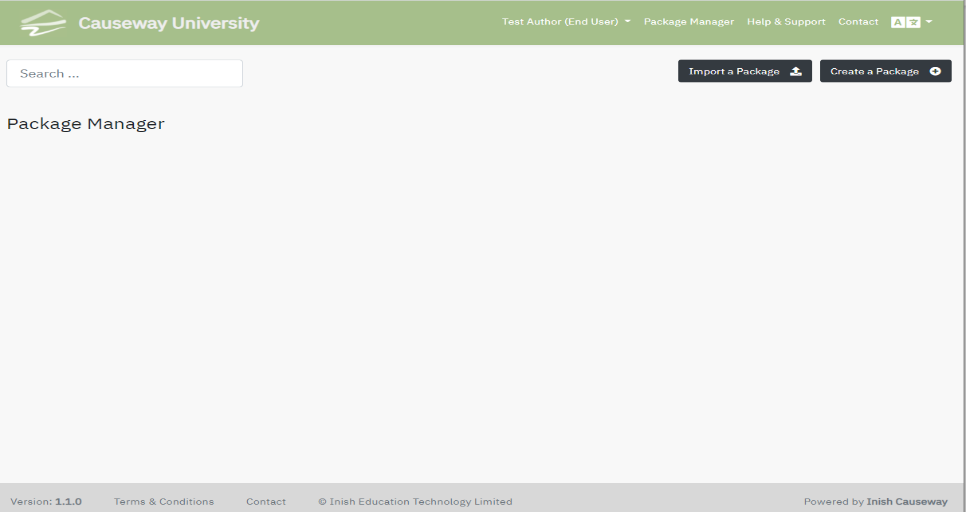 Causeway University
Test Author (End User) Package Manager Help & Support Contact A
Search ...
Import a Package Create a Package
Package Manager
Version: 1.1.0 Terms & Conditions Contact © Inish Education Technology Limited Powered by Inish Causeway